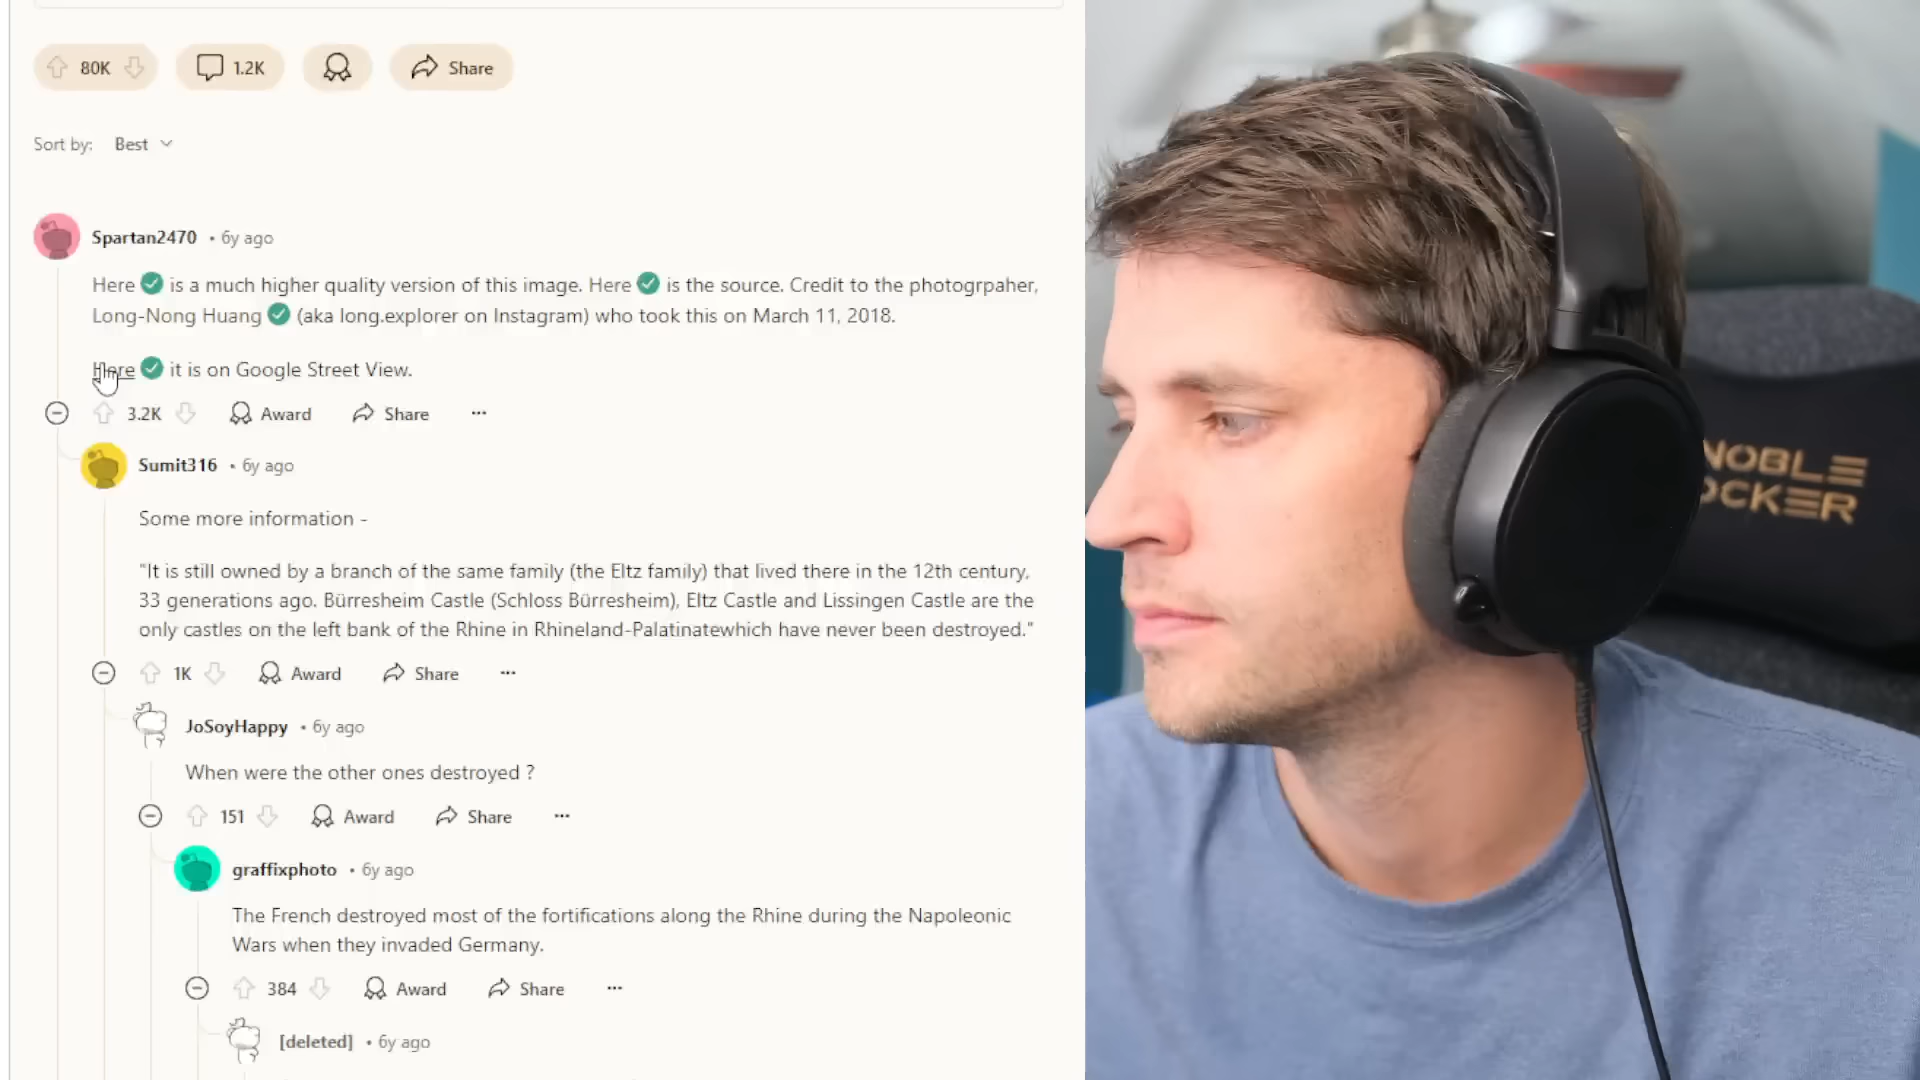 80K
1.2K
Share
Sort by: Best
Spartan2470 • 6y ago
Here is a much higher quality version of this image. Here is the source. Credit to the photogrpaher,
Long-Nong Huang (aka long.explorer on Instagram) who took this on March 11, 2018.
Here it is on Google Street View.
3.2K Award Share ...
Sumit316 • 6y ago
Some more information -
"It is still owned by a branch of the same family (the Eltz family) that lived there in the 12th century,
33 generations ago. Bürresheim Castle (Schloss Bürresheim), Eltz Castle and Lissingen Castle are the
only castles on the left bank of the Rhine in Rhineland-Palatinatewhich have never been destroyed."
1K Award Share ...
JoSoyHappy • 6y ago
When were the other ones destroyed ?
151 Award Share ...
graffixphoto • 6y ago
The French destroyed most of the fortifications along the Rhine during the Napoleonic
Wars when they invaded Germany.
384 Award Share ...
[deleted] • 6y ago
NOBLE